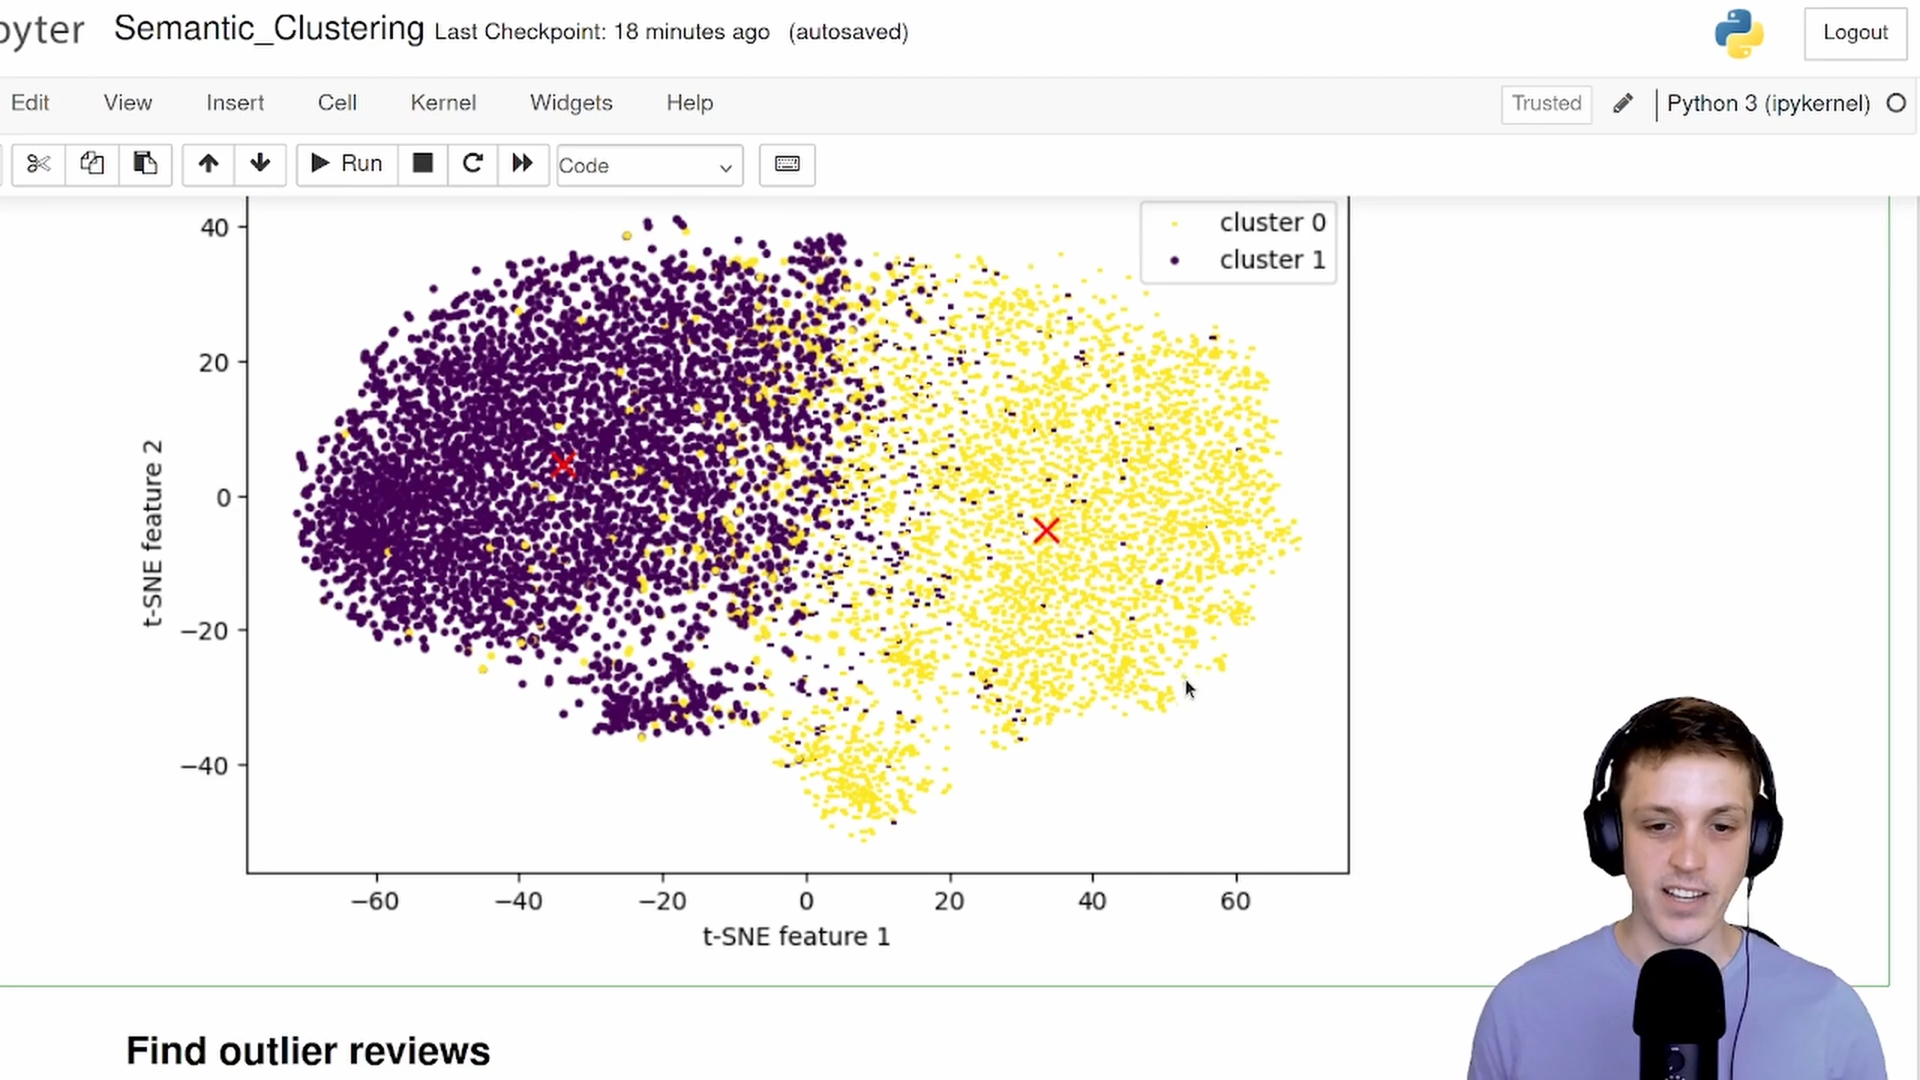 pyter Semantic_Clustering Last Checkpoint: 18 minutes ago (autosaved) Logout
Edit View Insert Cell Kernel Widgets Help Trusted Python 3 (ipykernel)
Run Code
cluster 0
cluster 1
40
20
0
−20
−40
t-SNE feature 2
−60 −40 −20 0 20 40 60
t-SNE feature 1
Find outlier reviews